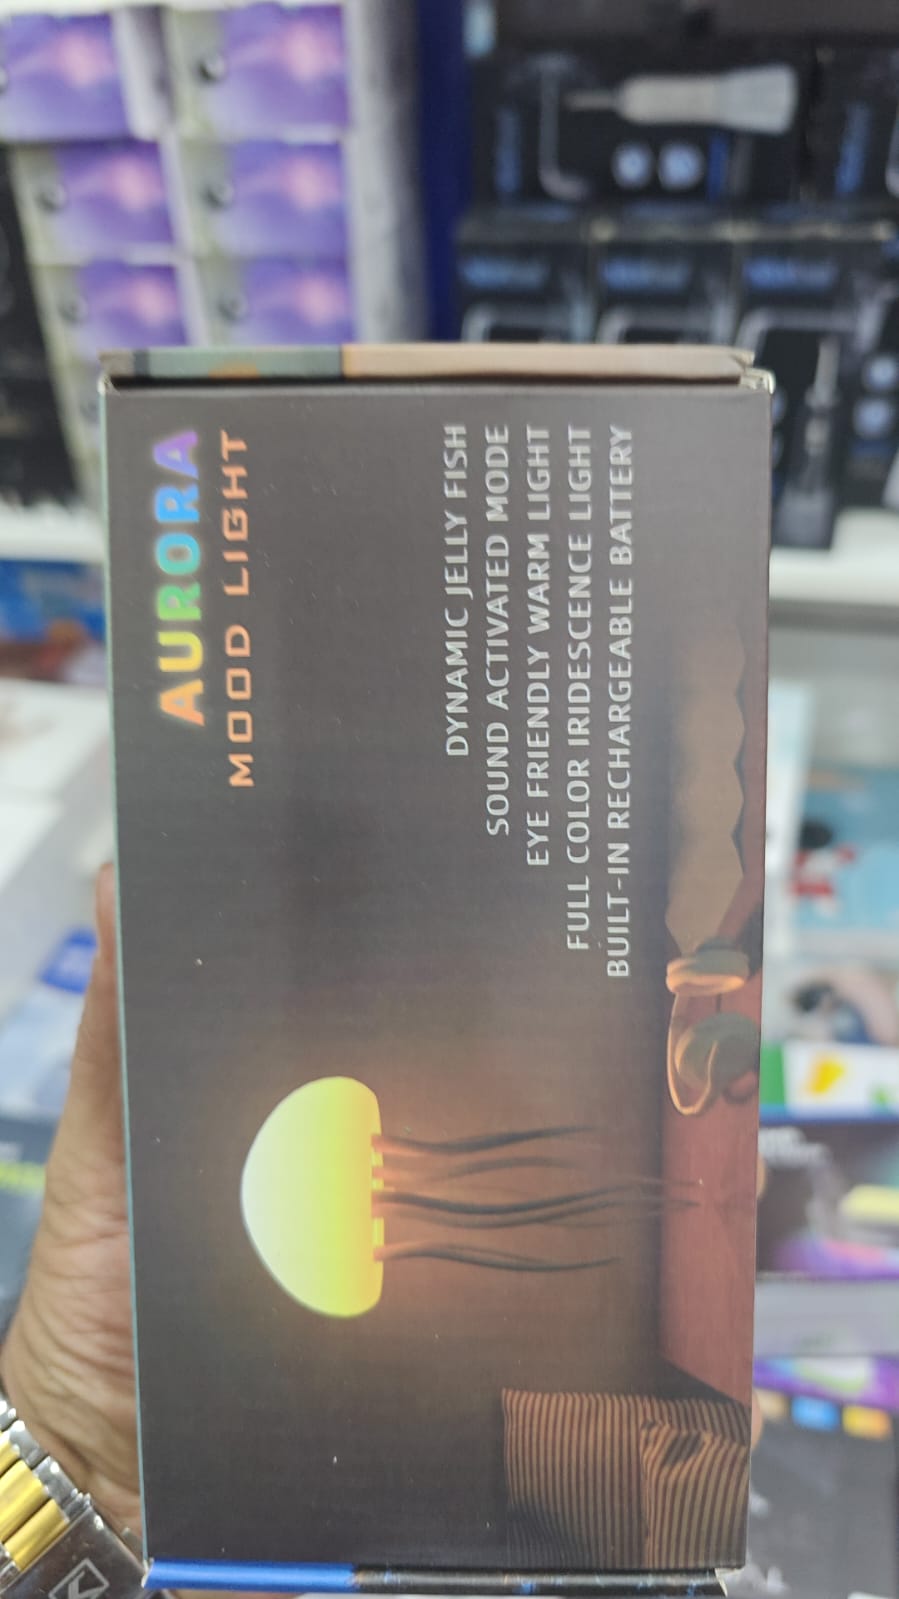 AURORA
MOOD LIGHT
DYNAMIC JELLY FISH
SOUND ACTIVATED MODE
EYE FRIENDLY WARM LIGHT
FULL COLOR IRIDESCENCE LIGHT
BUILT-IN RECHARGEABLE BATTERY